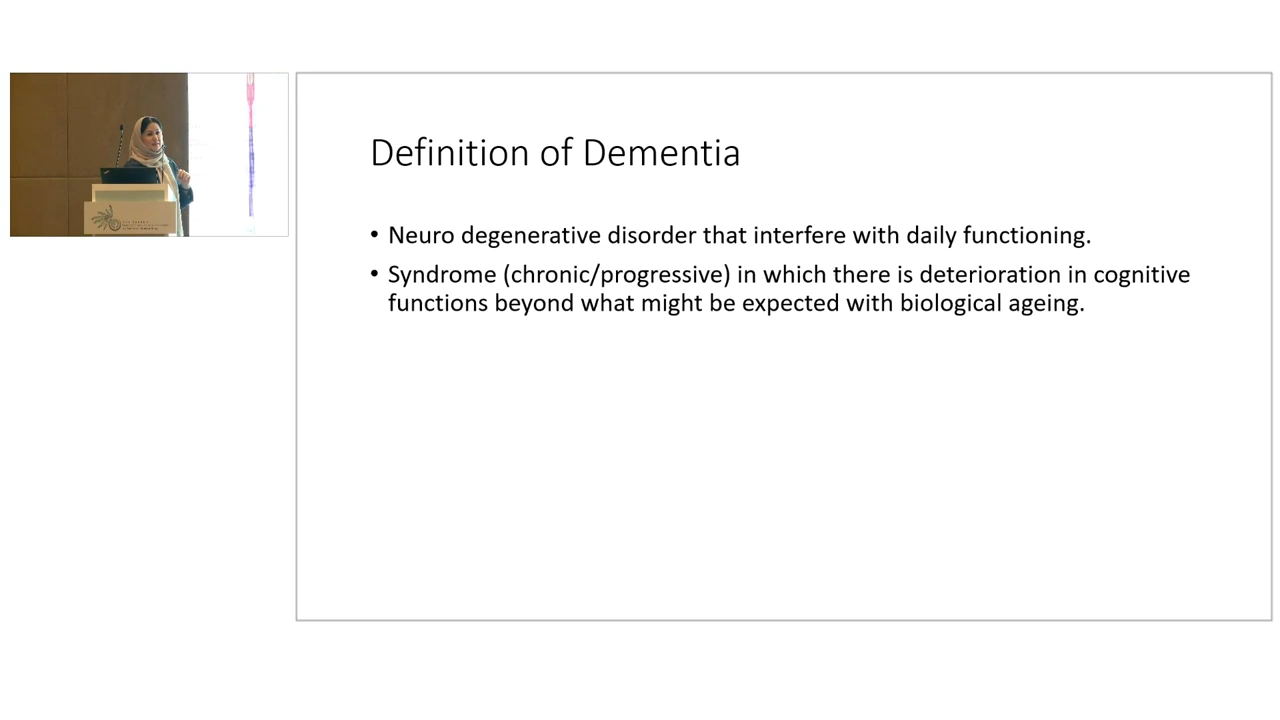 Definition of Dementia
• Neuro degenerative disorder that interfere with daily functioning.
• Syndrome (chronic/progressive) in which there is deterioration in cognitive
functions beyond what might be expected with biological ageing.